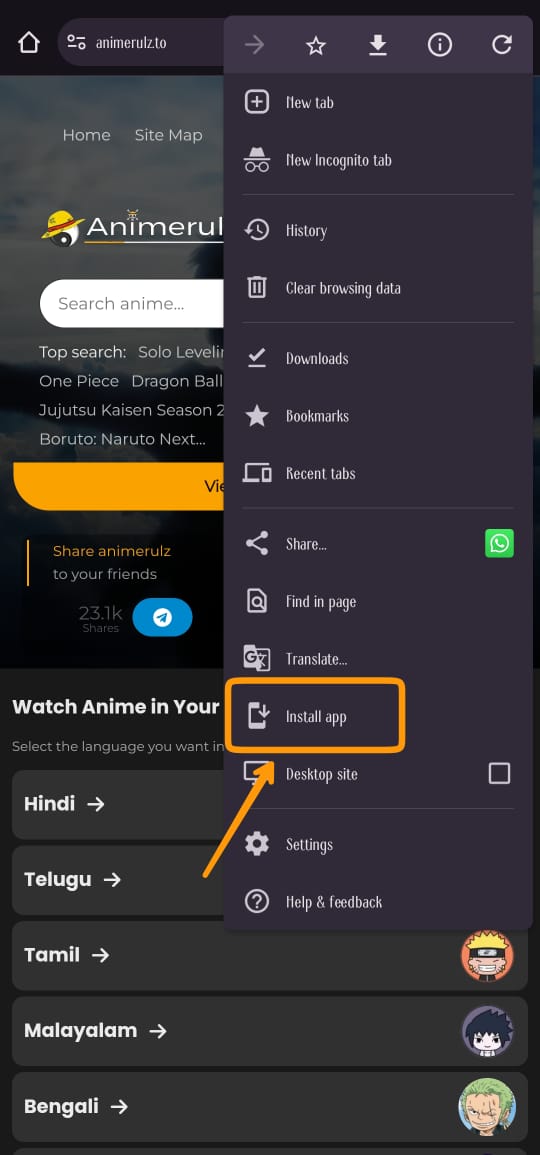 animerulz.to
New tab
New Incognito tab
History
Clear browsing data
Downloads
Bookmarks
Recent tabs
Share...
Find in page
Translate...
Install app
Desktop site
Settings
Help & feedback
Home Site Map
Animerul
Search anime...
Top search: Solo Levelin
One Piece Dragon Ball
Jujutsu Kaisen Season 2
Boruto: Naruto Next...
Vie
Share animerulz
to your friends
23.1k
Shares
Watch Anime in Your
Select the language you want in
Hindi →
Telugu →
Tamil →
Malayalam →
Bengali →